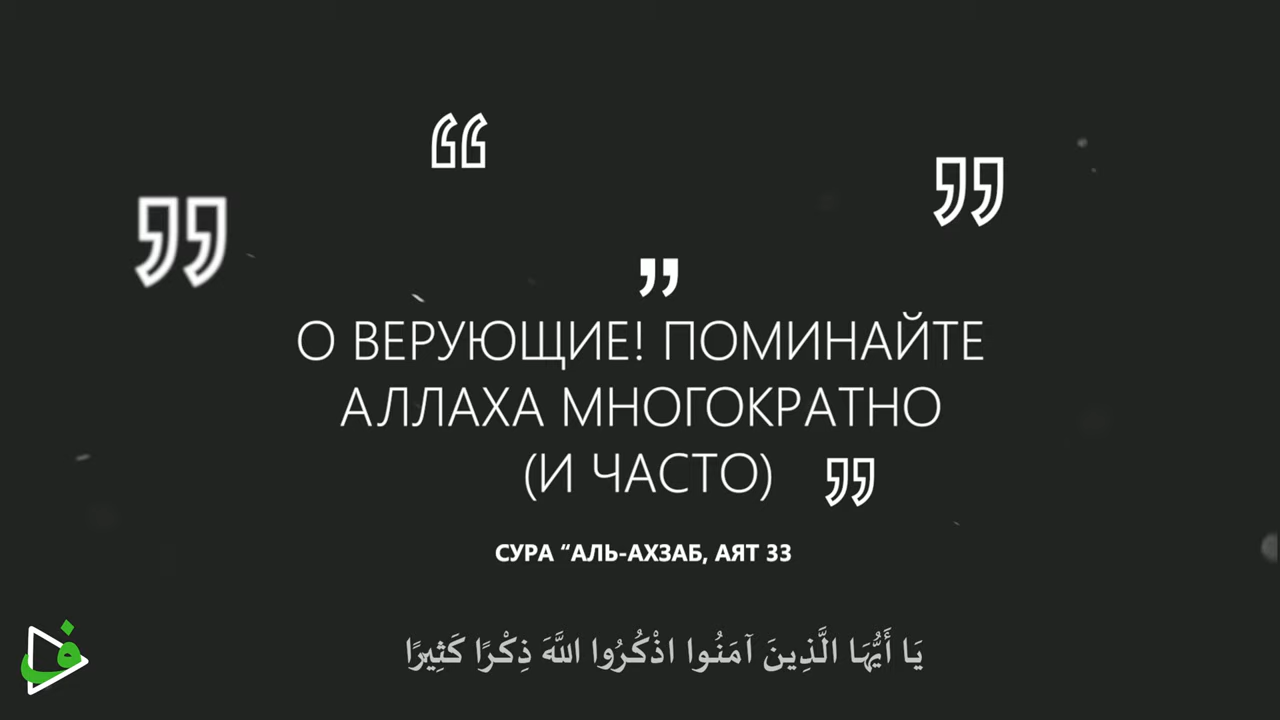 О ВЕРУЮЩИЕ! ПОМИНАЙТЕ
АЛЛАХА МНОГОКРАТНО
(И ЧАСТО)
СУРА “АЛЬ-АХЗАБ, АЯТ 33
يَا أَيُّهَا الَّذِينَ آمَنُوا اذْكُرُوا اللَّهَ ذِكْرًا كَثِيرًا
ف